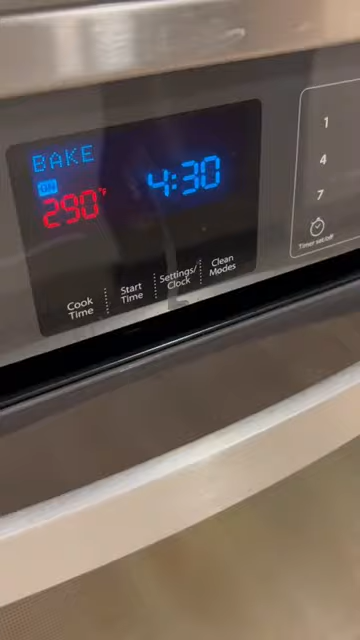 BAKE
ON
290°F
4:30
Cook
Time
Start
Time
Settings/
Clock
Clean
Modes
1
4
7
Timer set/off